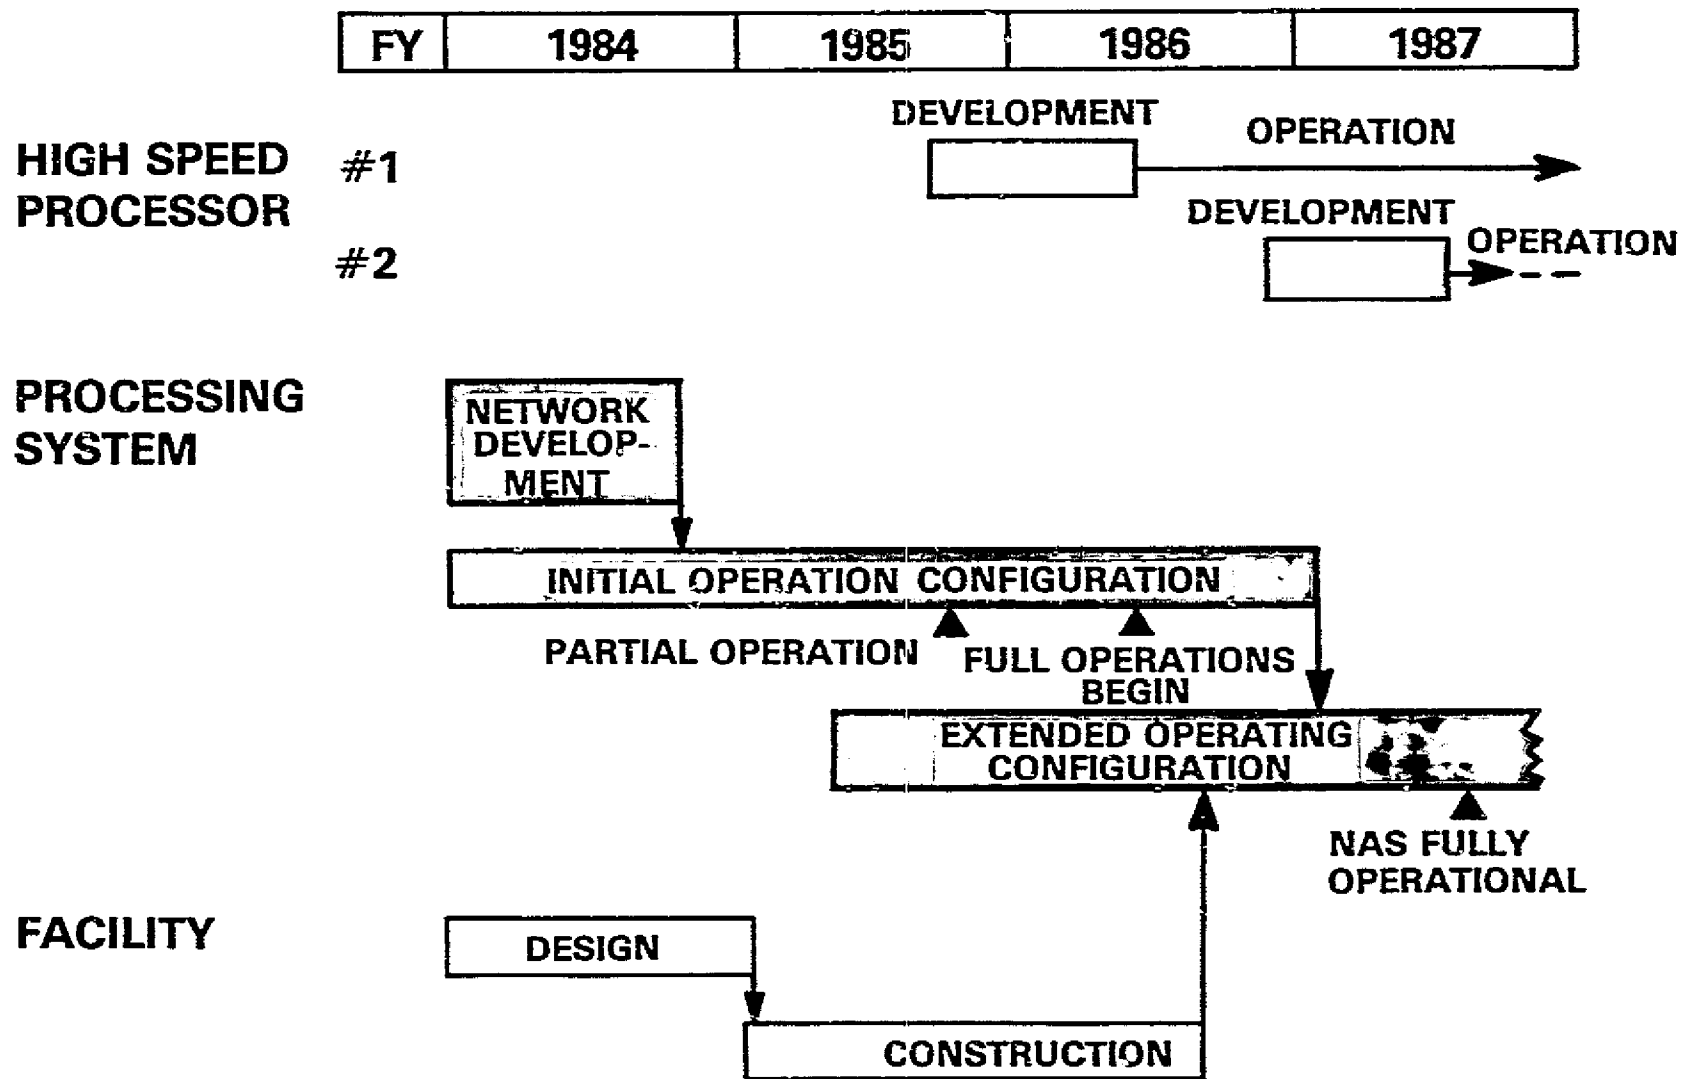 FY 1984 1985 1986 1987
HIGH SPEED
PROCESSOR
#1
DEVELOPMENT
OPERATION
#2
DEVELOPMENT
OPERATION
PROCESSING
SYSTEM
NETWORK
DEVELOP-
MENT
INITIAL OPERATION CONFIGURATION
PARTIAL OPERATION
FULL OPERATIONS
BEGIN
EXTENDED OPERATING
CONFIGURATION
NAS FULLY
OPERATIONAL
FACILITY
DESIGN
CONSTRUCTION